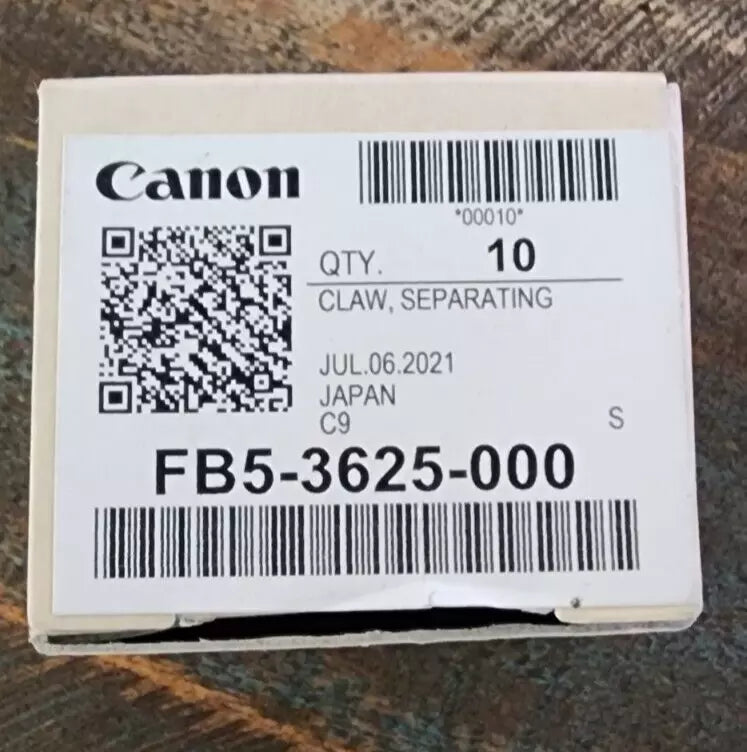 Canon
*00010*
QTY. 10
CLAW, SEPARATING
JUL.06.2021
JAPAN
C9 S
FB5-3625-000